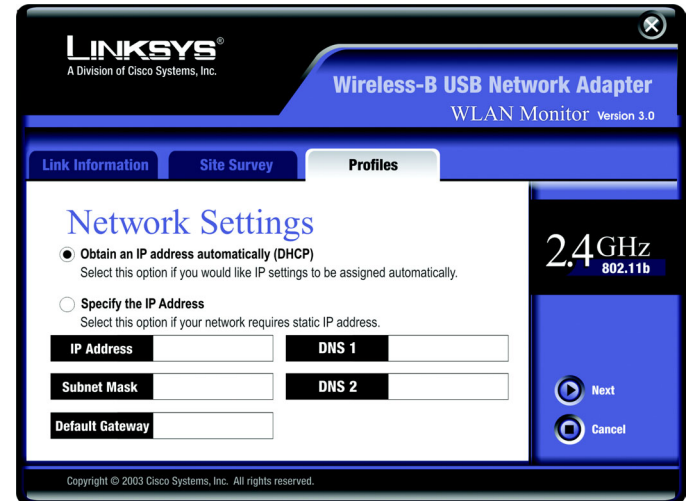 LINKSYS®
A Division of Cisco Systems, Inc.
Wireless-B USB Network Adapter
WLAN Monitor Version 3.0
Link Information
Site Survey
Profiles
Network Settings
Obtain an IP address automatically (DHCP)
Select this option if you would like IP settings to be assigned automatically.
Specify the IP Address
Select this option if your network requires static IP address.
IP Address
DNS 1
Subnet Mask
DNS 2
Default Gateway
2.4GHz
802.11b
Next
Cancel
Copyright © 2003 Cisco Systems, Inc. All rights reserved.